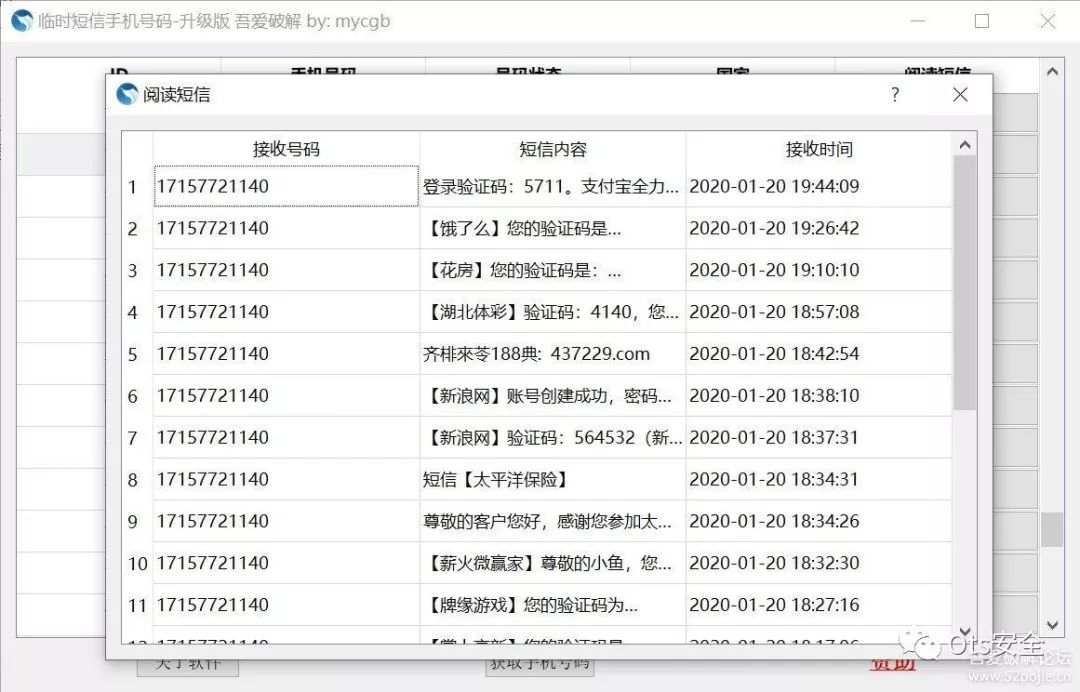 临时短信手机号码-升级版 吾爱破解 by: mycgb
ID 手机号码 号码状态 国家 阅读短信
阅读短信 ?
接收号码 短信内容 接收时间
1 17157721140 登录验证码：5711。支付宝全力... 2020-01-20 19:44:09
2 17157721140 【饿了么】您的验证码是... 2020-01-20 19:26:42
3 17157721140 【花房】您的验证码是：... 2020-01-20 19:10:10
4 17157721140 【湖北体彩】验证码：4140，您... 2020-01-20 18:57:08
5 17157721140 齐棑來苓188典: 437229.com 2020-01-20 18:42:54
6 17157721140 【新浪网】账号创建成功，密码... 2020-01-20 18:38:10
7 17157721140 【新浪网】验证码：564532（新... 2020-01-20 18:37:31
8 17157721140 短信【太平洋保险】 2020-01-20 18:34:31
9 17157721140 尊敬的客户您好，感谢您参加太... 2020-01-20 18:34:26
10 17157721140 【薪火微赢家】尊敬的小鱼，您... 2020-01-20 18:32:30
11 17157721140 【牌缘游戏】您的验证码为... 2020-01-20 18:27:16
关于软件 获取手机号码 赞助
Ots安全
吾爱破解论坛
www.52pojie.cn